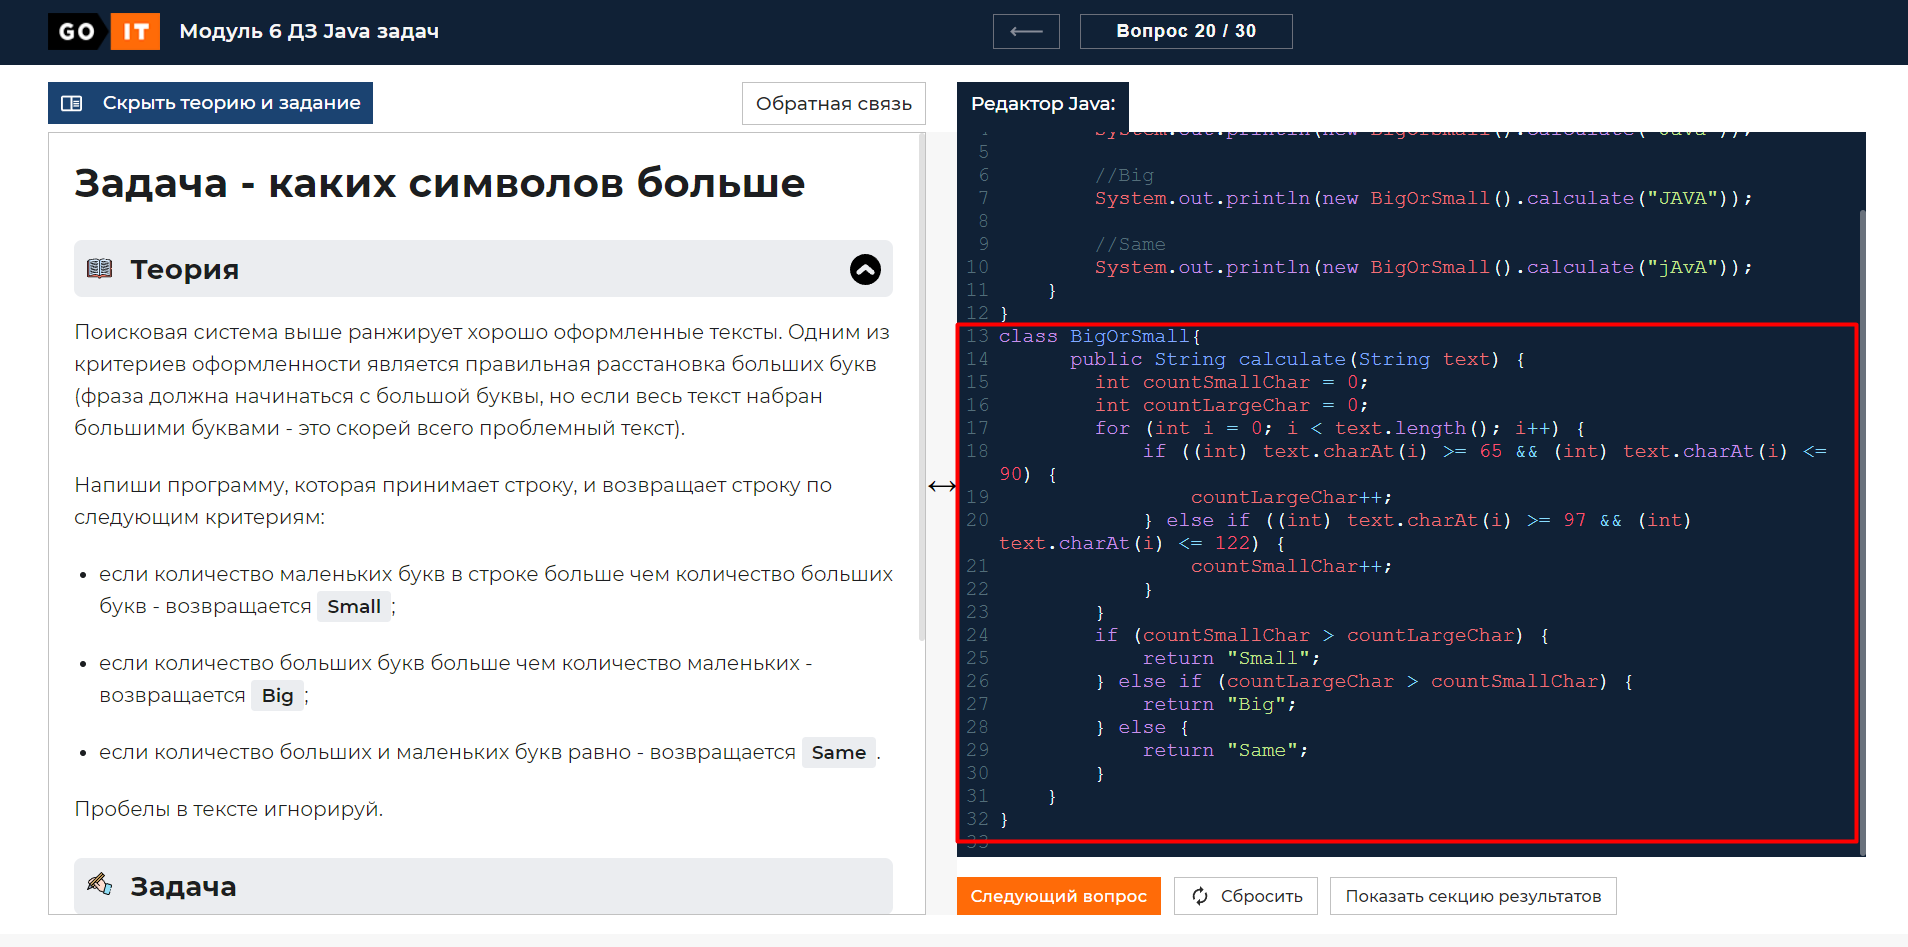 GO IT Модуль 6 ДЗ Java задач
Вопрос 20 / 30
Скрыть теорию и задание
Обратная связь
Задача - каких символов больше
Теория
Поисковая система выше ранжирует хорошо оформленные тексты. Одним из
критериев оформленности является правильная расстановка больших букв
(фраза должна начинаться с большой буквы, но если весь текст набран
большими буквами - это скорей всего проблемный текст).
Напиши программу, которая принимает строку, и возвращает строку по
следующим критериям:
• если количество маленьких букв в строке больше чем количество больших
букв - возвращается Small;
• если количество больших букв больше чем количество маленьких -
возвращается Big;
• если количество больших и маленьких букв равно - возвращается Same.
Пробелы в тексте игнорируй.
Задача
Редактор Java:
5
6 //Big
7 System.out.println(new BigOrSmall().calculate("JAVA"));
8
9 //Same
10 System.out.println(new BigOrSmall().calculate("jAvA"));
11 }
12 }
13 class BigOrSmall{
14 public String calculate(String text) {
15 int countSmallChar = 0;
16 int countLargeChar = 0;
17 for (int i = 0; i < text.length(); i++) {
18 if ((int) text.charAt(i) >= 65 && (int) text.charAt(i) <=
90) {
19 countLargeChar++;
20 } else if ((int) text.charAt(i) >= 97 && (int)
text.charAt(i) <= 122) {
21 countSmallChar++;
22 }
23 }
24 if (countSmallChar > countLargeChar) {
25 return "Small";
26 } else if (countLargeChar > countSmallChar) {
27 return "Big";
28 } else {
29 return "Same";
30 }
31 }
32 }
33
Следующий вопрос
Сбросить
Показать секцию результатов